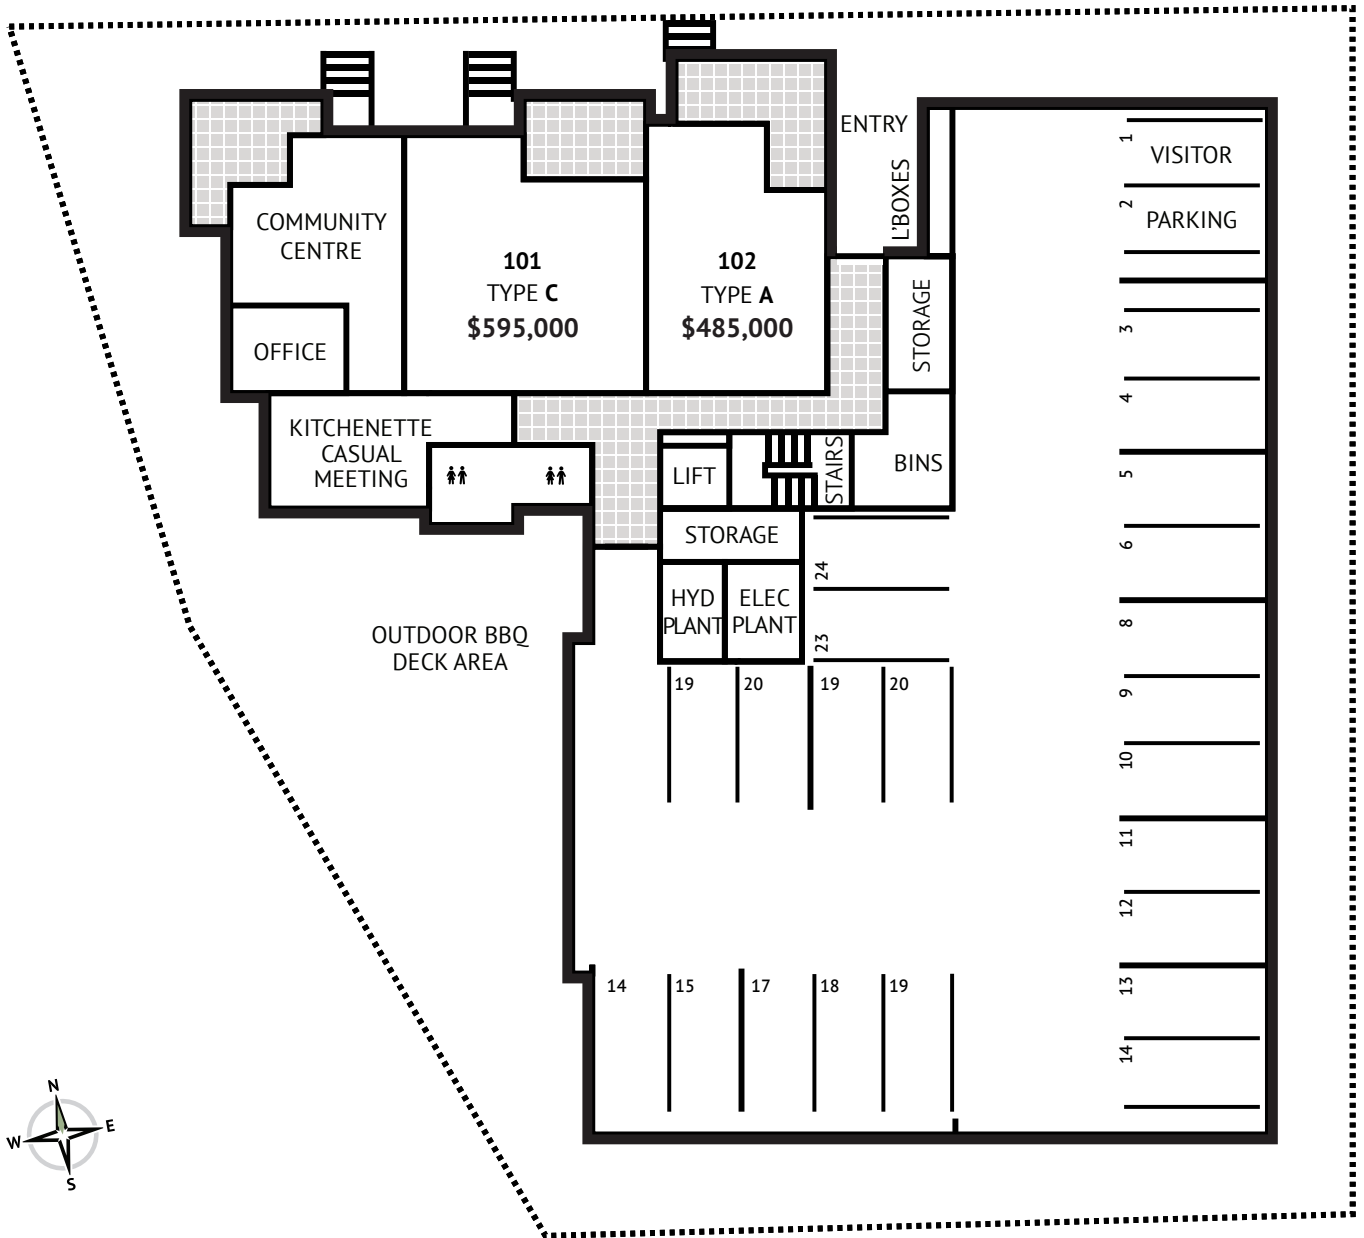 ENTRY
L'BOXES
1
VISITOR
2
PARKING
COMMUNITY
CENTRE
101
TYPE C
$595,000
102
TYPE A
$485,000
STORAGE
3
OFFICE
4
KITCHENETTE
CASUAL
MEETING
LIFT
STAIRS
BINS
5
STORAGE
6
24
HYD
PLANT
ELEC
PLANT
23
8
OUTDOOR BBQ
DECK AREA
19
20
19
20
9
10
11
12
14
15
17
18
19
13
14
N
W
E
S